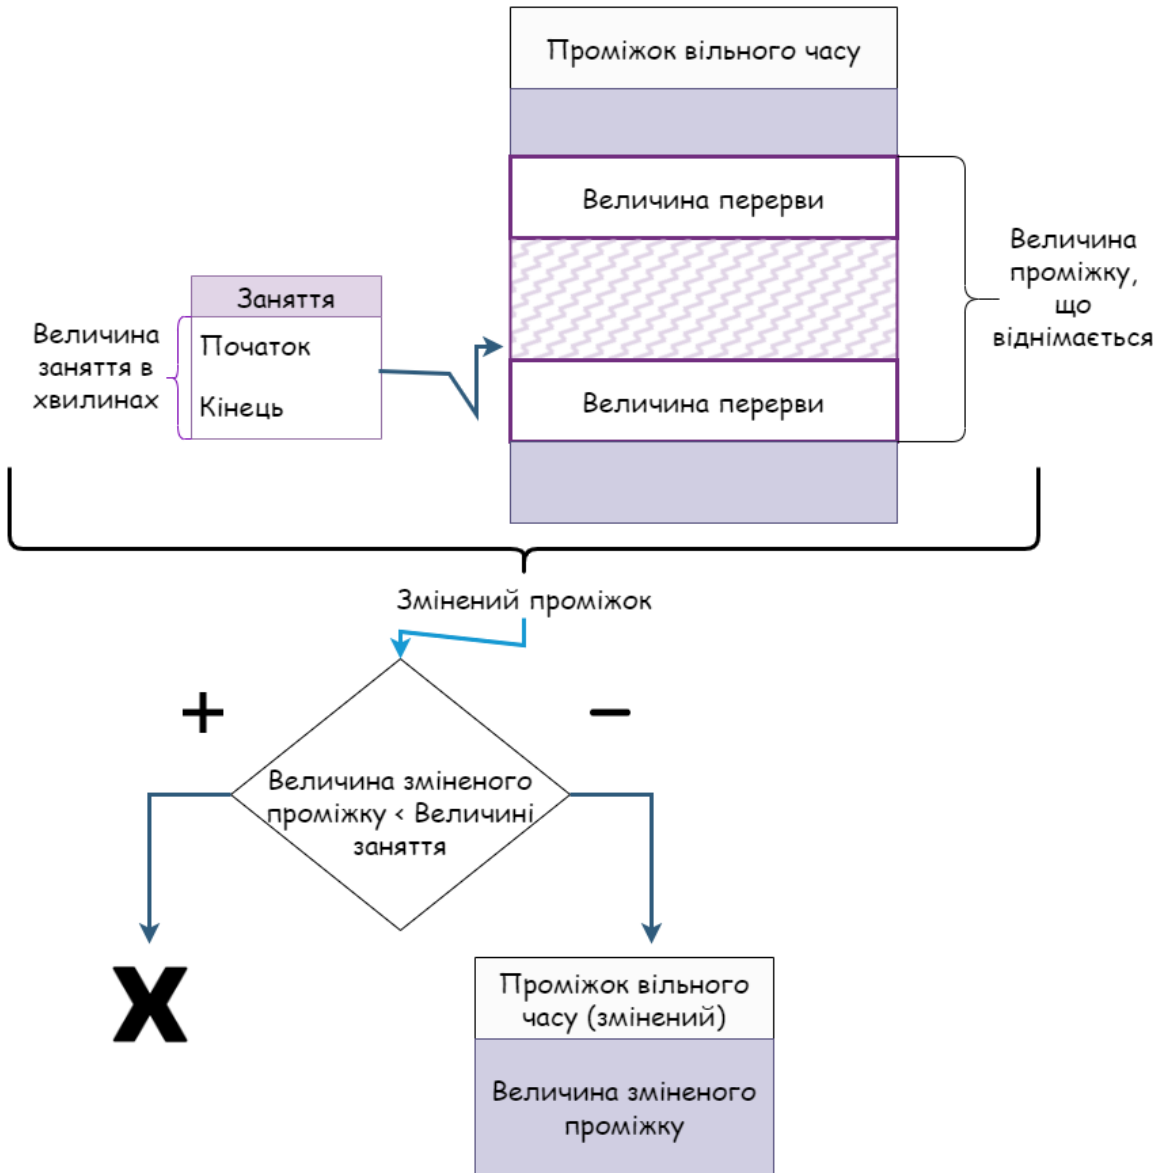 Проміжок вільного часу
Величина перерви
Величина
проміжку,
що
віднімається
Заняття
Величина
заняття в
хвилинах
Початок
Кінець
Величина перерви
Змінений проміжок
+
−
Величина зміненого
проміжку < Величині
заняття
X
Проміжок вільного
часу (змінений)
Величина зміненого
проміжку